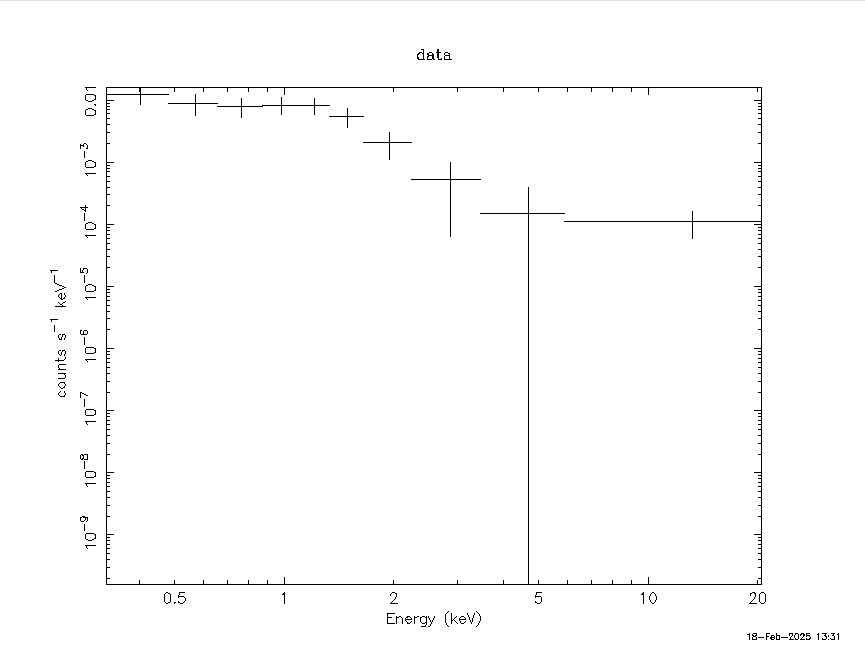 data
counts s⁻¹ keV⁻¹
0.01
10⁻³
10⁻⁴
10⁻⁵
10⁻⁶
10⁻⁷
10⁻⁸
10⁻⁹
0.5 1 2 5 10 20
Energy (keV)
18-Feb-2025 13:31